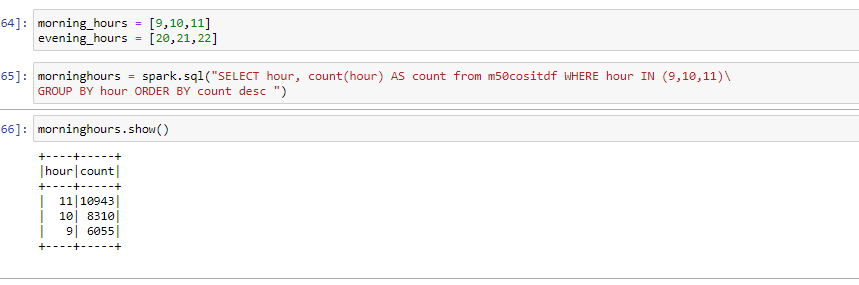 64]: morning_hours = [9,10,11]
evening_hours = [20,21,22]
65]: morninghours = spark.sql("SELECT hour, count(hour) AS count from m50cositdf WHERE hour IN (9,10,11)\
GROUP BY hour ORDER BY count desc ")
66]: morninghours.show()
+----+-----+
|hour|count|
+----+-----+
|  11|10943|
|  10| 8310|
|   9| 6055|
+----+-----+